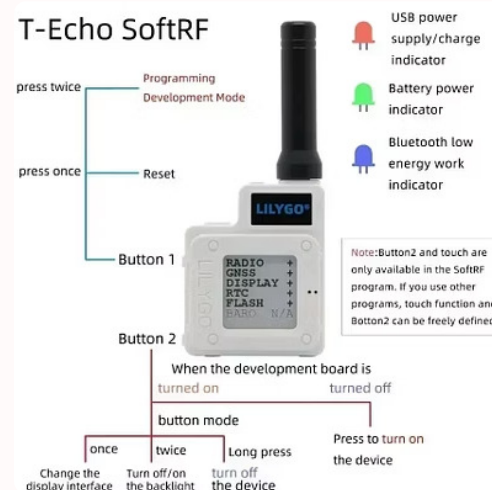 T-Echo SoftRF
USB power
supply/charge
indicator
Battery power
indicator
Bluetooth low
energy work
indicator
press twice
Programming
Development Mode
press once
Reset
LILYGO®
Button 1
LILYGO
RADIO +
GNSS +
DISPLAY +
RTC +
FLASH +
BARO N/A
Note:Button2 and touch are
only available in the SoftRF
program. If you use other
programs, touch function and
Botton2 can be freely defined
Button 2
When the development board is
turned on
turned off
button mode
Press to turn on
the device
once
twice
Long press
Change the
display interface
Turn off/on
the backlight
turn off
the device